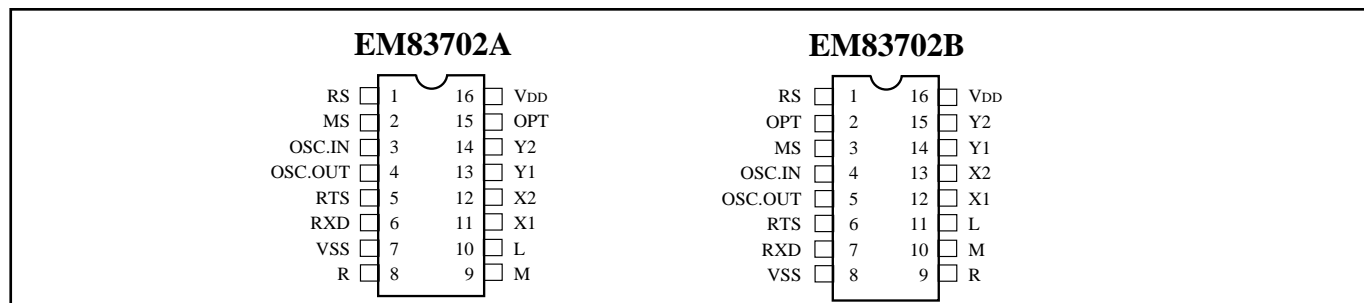 EM83702A
RS 1 16 VDD
MS 2 15 OPT
OSC.IN 3 14 Y2
OSC.OUT 4 13 Y1
RTS 5 12 X2
RXD 6 11 X1
VSS 7 10 L
R 8 9 M
EM83702B
RS 1 16 VDD
OPT 2 15 Y2
MS 3 14 Y1
OSC.IN 4 13 X2
OSC.OUT 5 12 X1
RTS 6 11 L
RXD 7 10 M
VSS 8 9 R